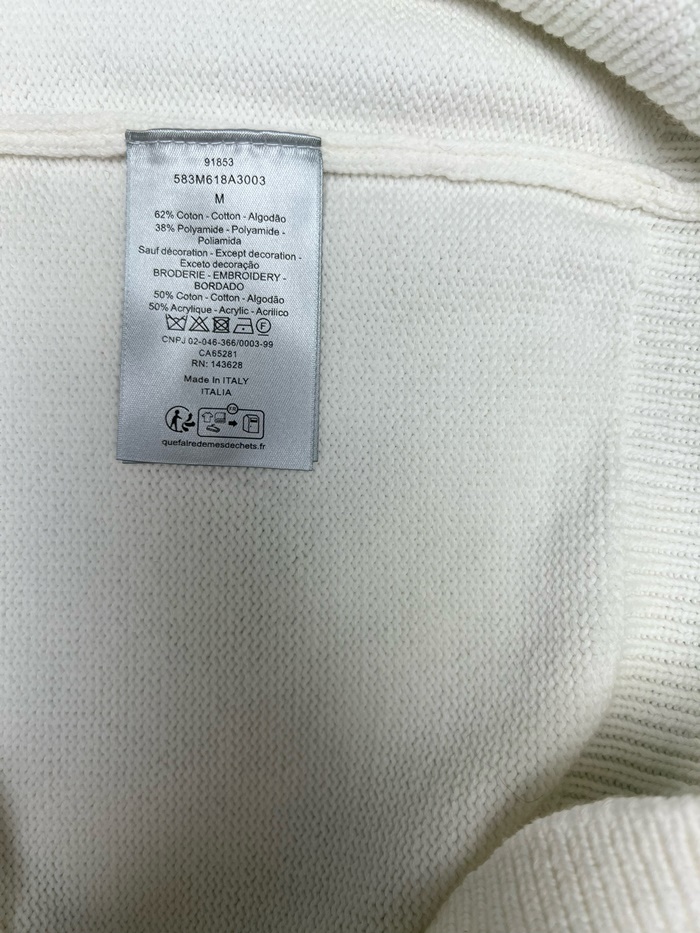 91853
583M618A3003
M
62% Coton - Cotton - Algodão
38% Polyamide - Polyamide -
Poliamida
Sauf décoration - Except decoration -
Exceto decoração
BRODERIE - EMBROIDERY -
BORDADO
50% Coton - Cotton - Algodão
50% Acrylique - Acrylic - Acrilico
F
CNPJ 02-046-366/0003-99
CA65281
RN: 143628
Made In ITALY
ITALIA
FR
quefairedemesdechets.fr